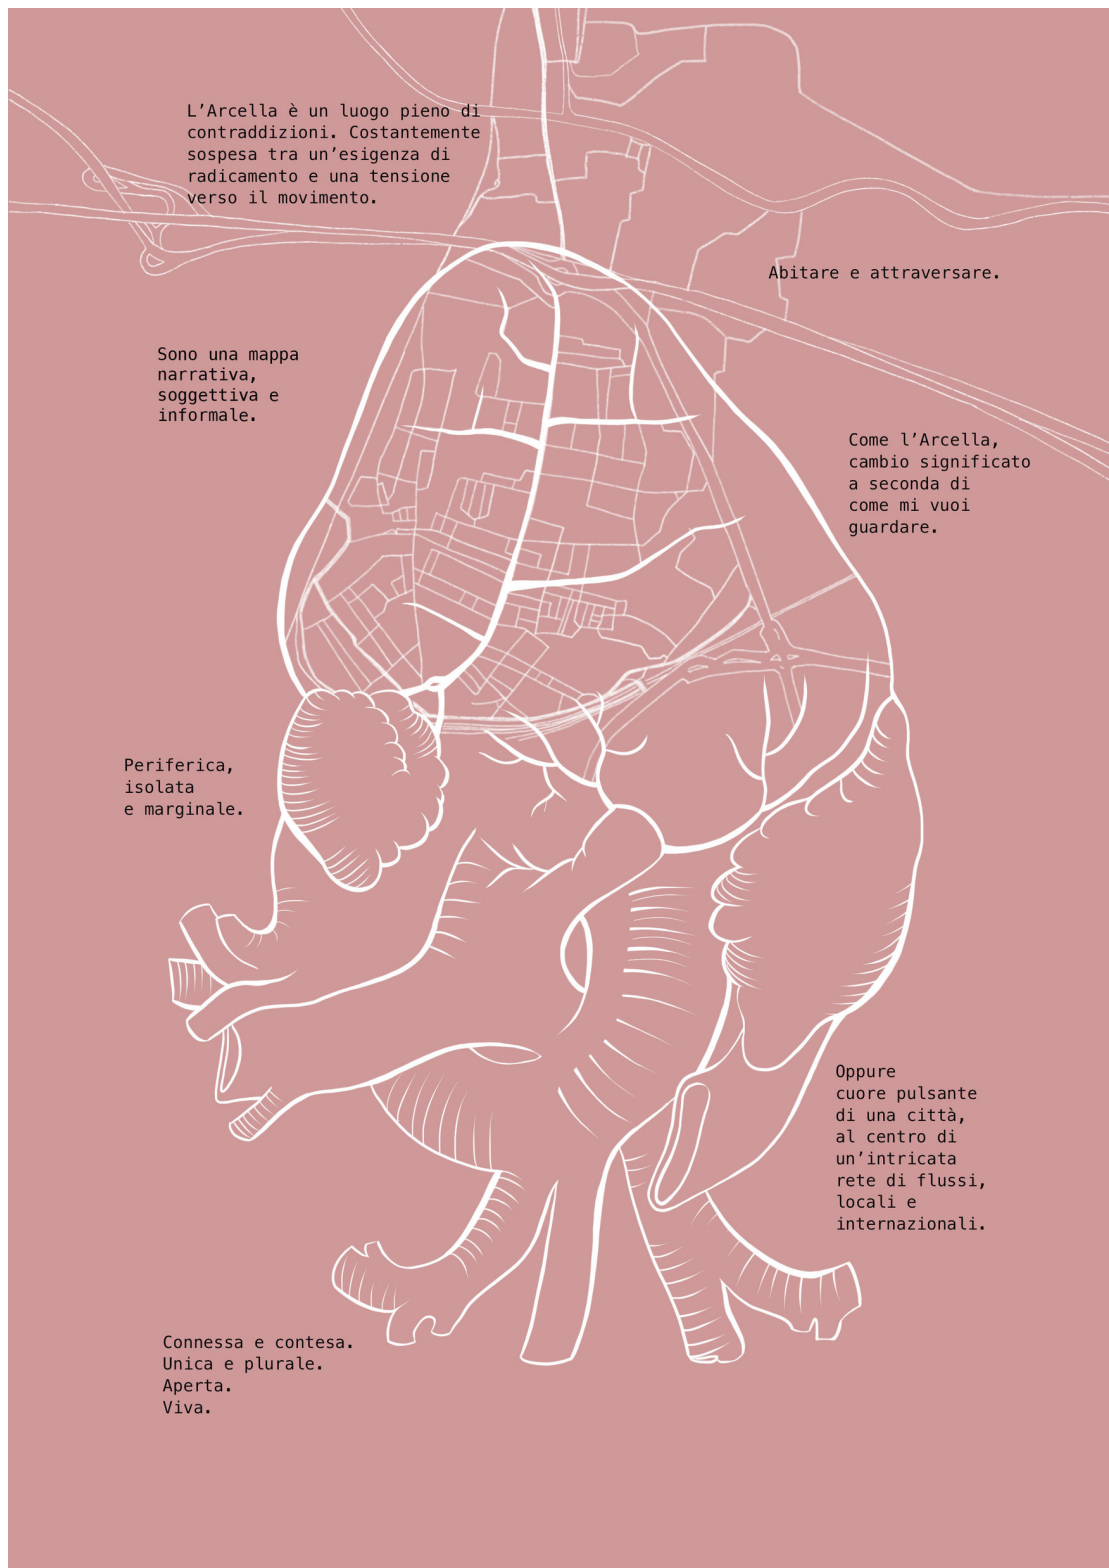 L’Arcella è un luogo pieno di
contraddizioni. Costantemente
sospesa tra un’esigenza di
radicamento e una tensione
verso il movimento.
Abitare e attraversare.
Sono una mappa
narrativa,
soggettiva e
informale.
Come l’Arcella,
cambio significato
a seconda di
come mi vuoi
guardare.
Periferica,
isolata
e marginale.
Oppure
cuore pulsante
di una città,
al centro di
un’intricata
rete di flussi,
locali e
internazionali.
Connessa e contesa.
Unica e plurale.
Aperta.
Viva.